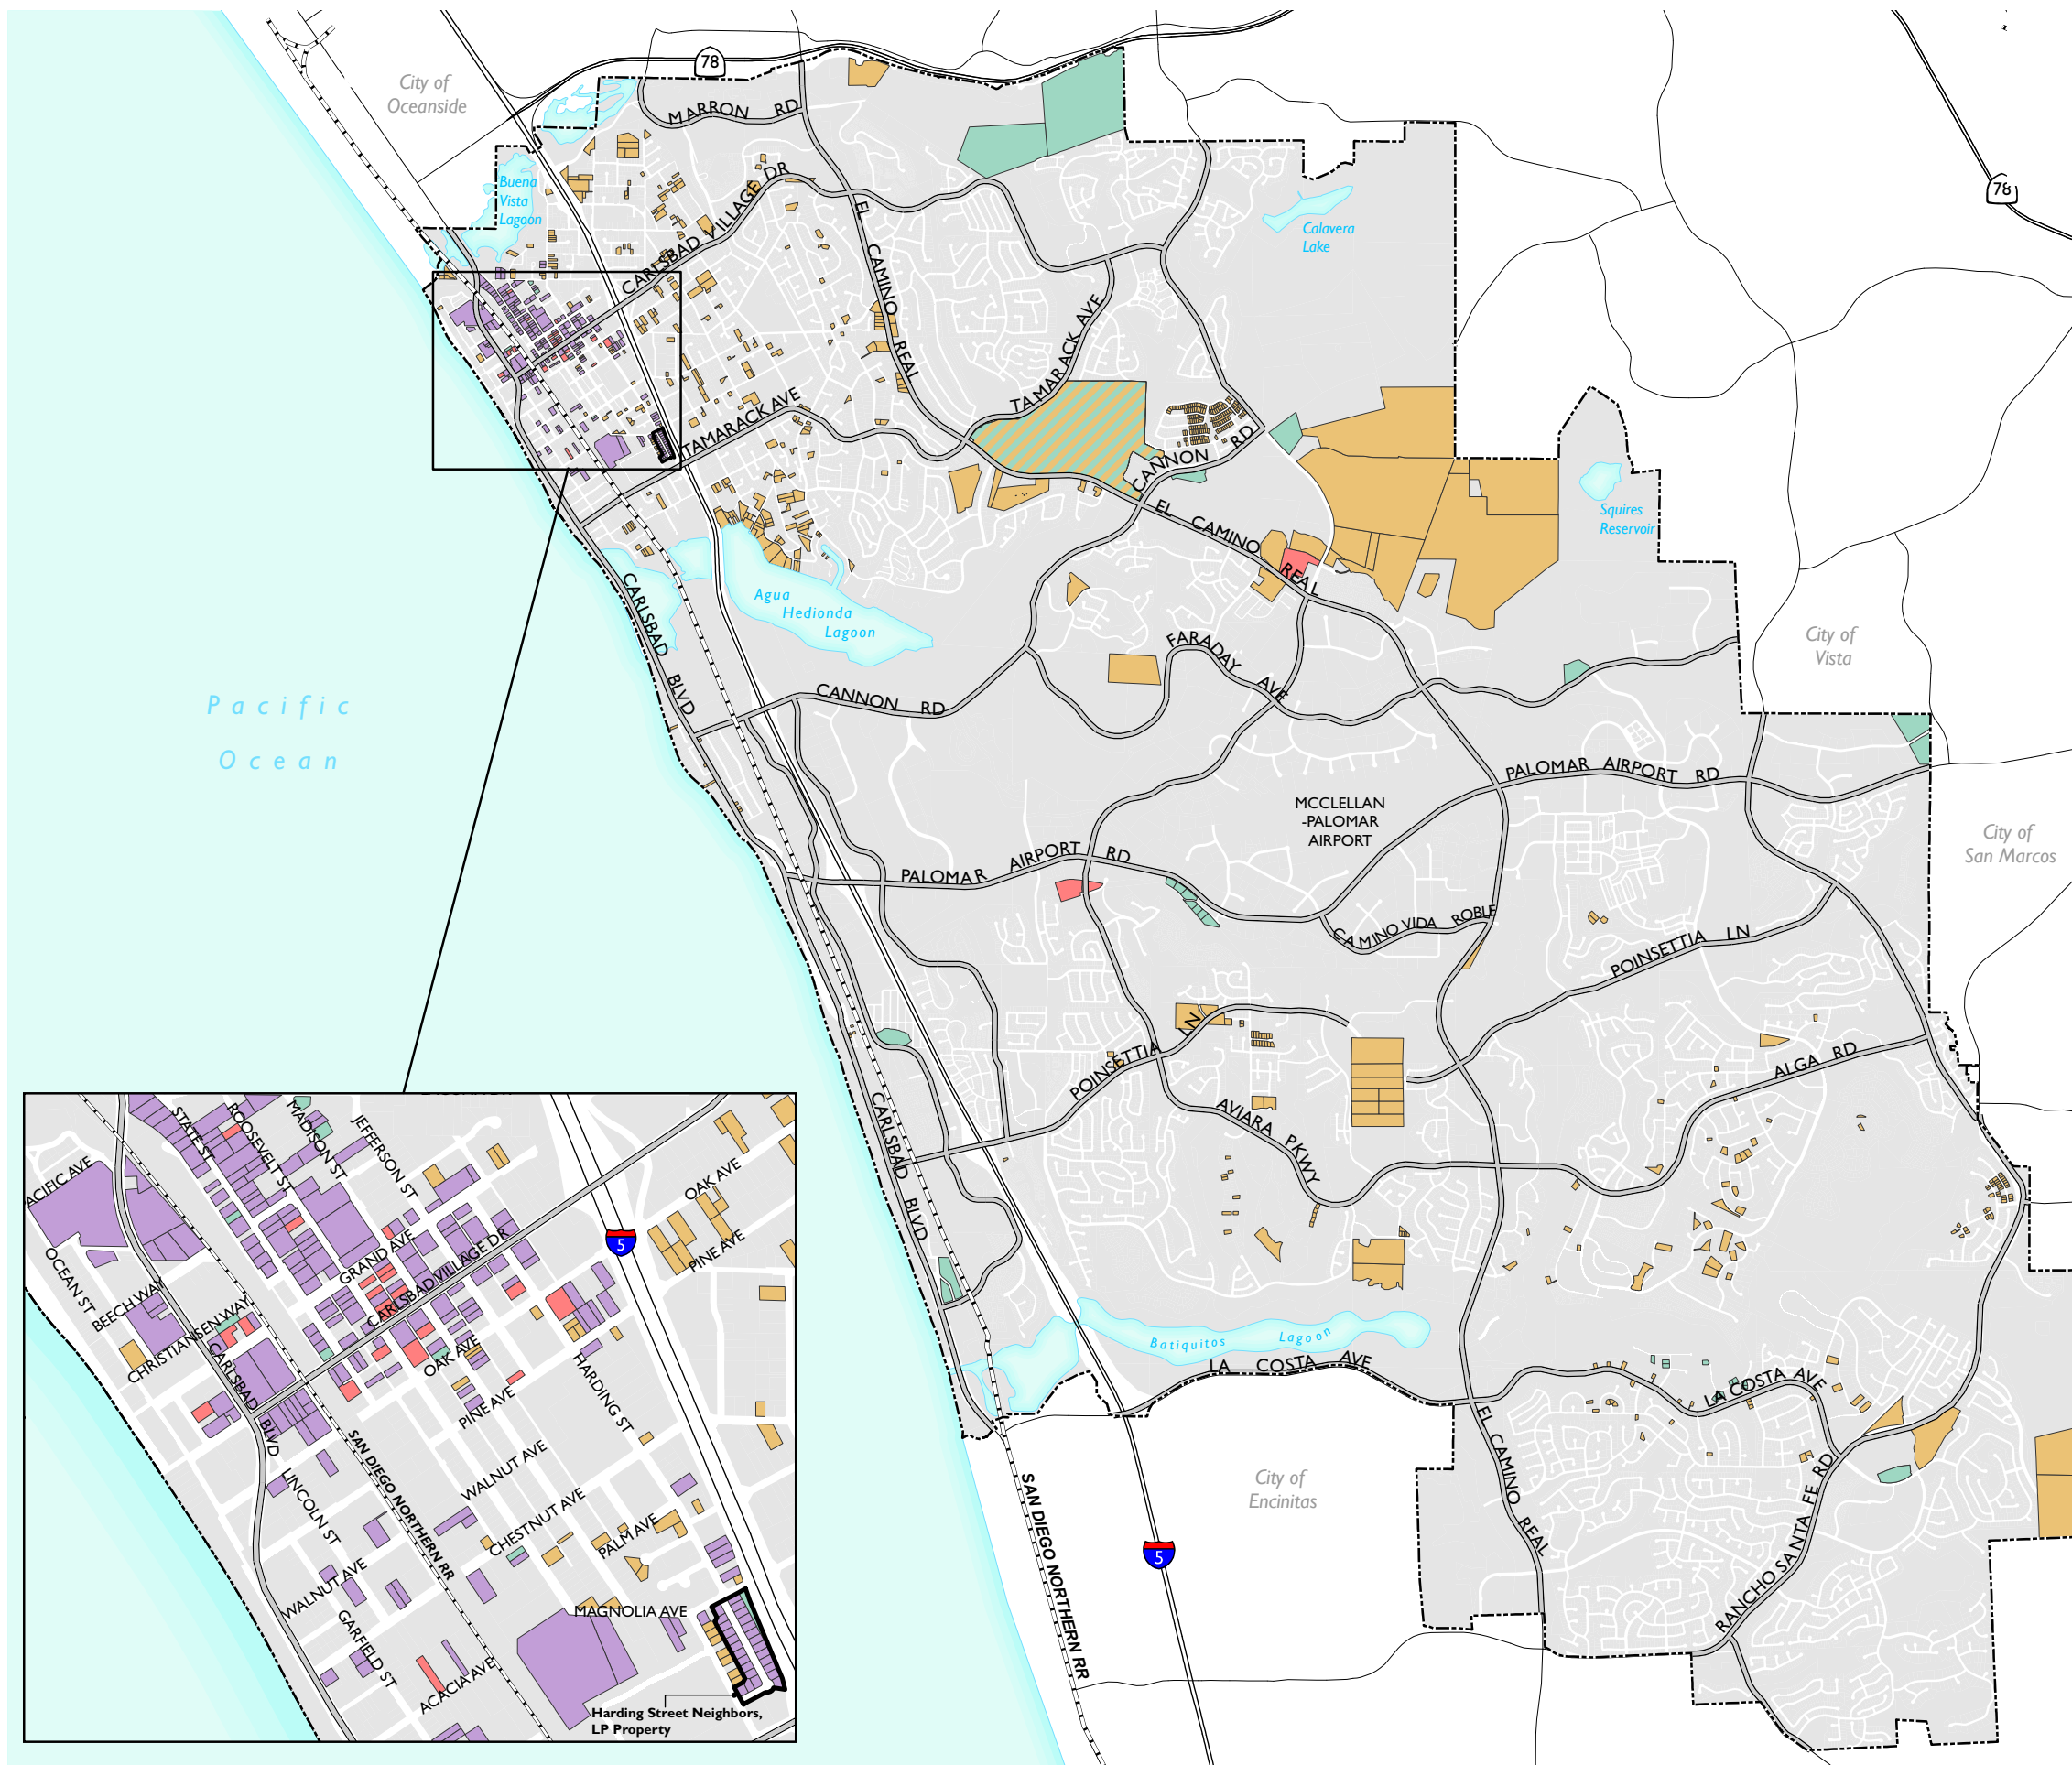 City of
Oceanside
78
MARRON RD
78
Buena
Vista
Lagoon
CARLSBAD VILLAGE DR
EL CAMINO REAL
Calavera
Lake
TAMARACK AVE
TAMARACK AVE
CANNON RD
EL CAMINO REAL
Squires
Reservoir
Agua
Hedionda
Lagoon
CARLSBAD BLVD
FARADAY AVE
City of
Vista
CANNON RD
Pacific
Ocean
PALOMAR AIRPORT RD
MCCLELLAN
-PALOMAR
AIRPORT
City of
San Marcos
PALOMAR AIRPORT RD
CAMINO VIDA ROBLE
POINSETTIA LN
POINSETTIA LN
ALGA RD
CARLSBAD BLVD
AVIARA PKWY
Batiquitos Lagoon
LA COSTA AVE
LA COSTA AVE
EL CAMINO REAL
RANCHO SANTA FE RD
City of
Encinitas
SAN DIEGO NORTHERN RR
5
STATE ST
ROOSEVELT ST
MADISON ST
JEFFERSON ST
ACIFIC AVE
OAK AVE
PINE AVE
5
OCEAN ST
GRAND AVE
BEECH WAY
CARLSBAD VILLAGE DR
CHRISTIANSEN WAY
CARLSBAD BLVD
OAK AVE
HARDING ST
PINE AVE
SAN DIEGO NORTHERN RR
WALNUT AVE
LINCOLN ST
CHESTNUT AVE
PALM AVE
WALNUT AVE
GARFIELD ST
MAGNOLIA AVE
ACACIA AVE
Harding Street Neighbors,
LP Property